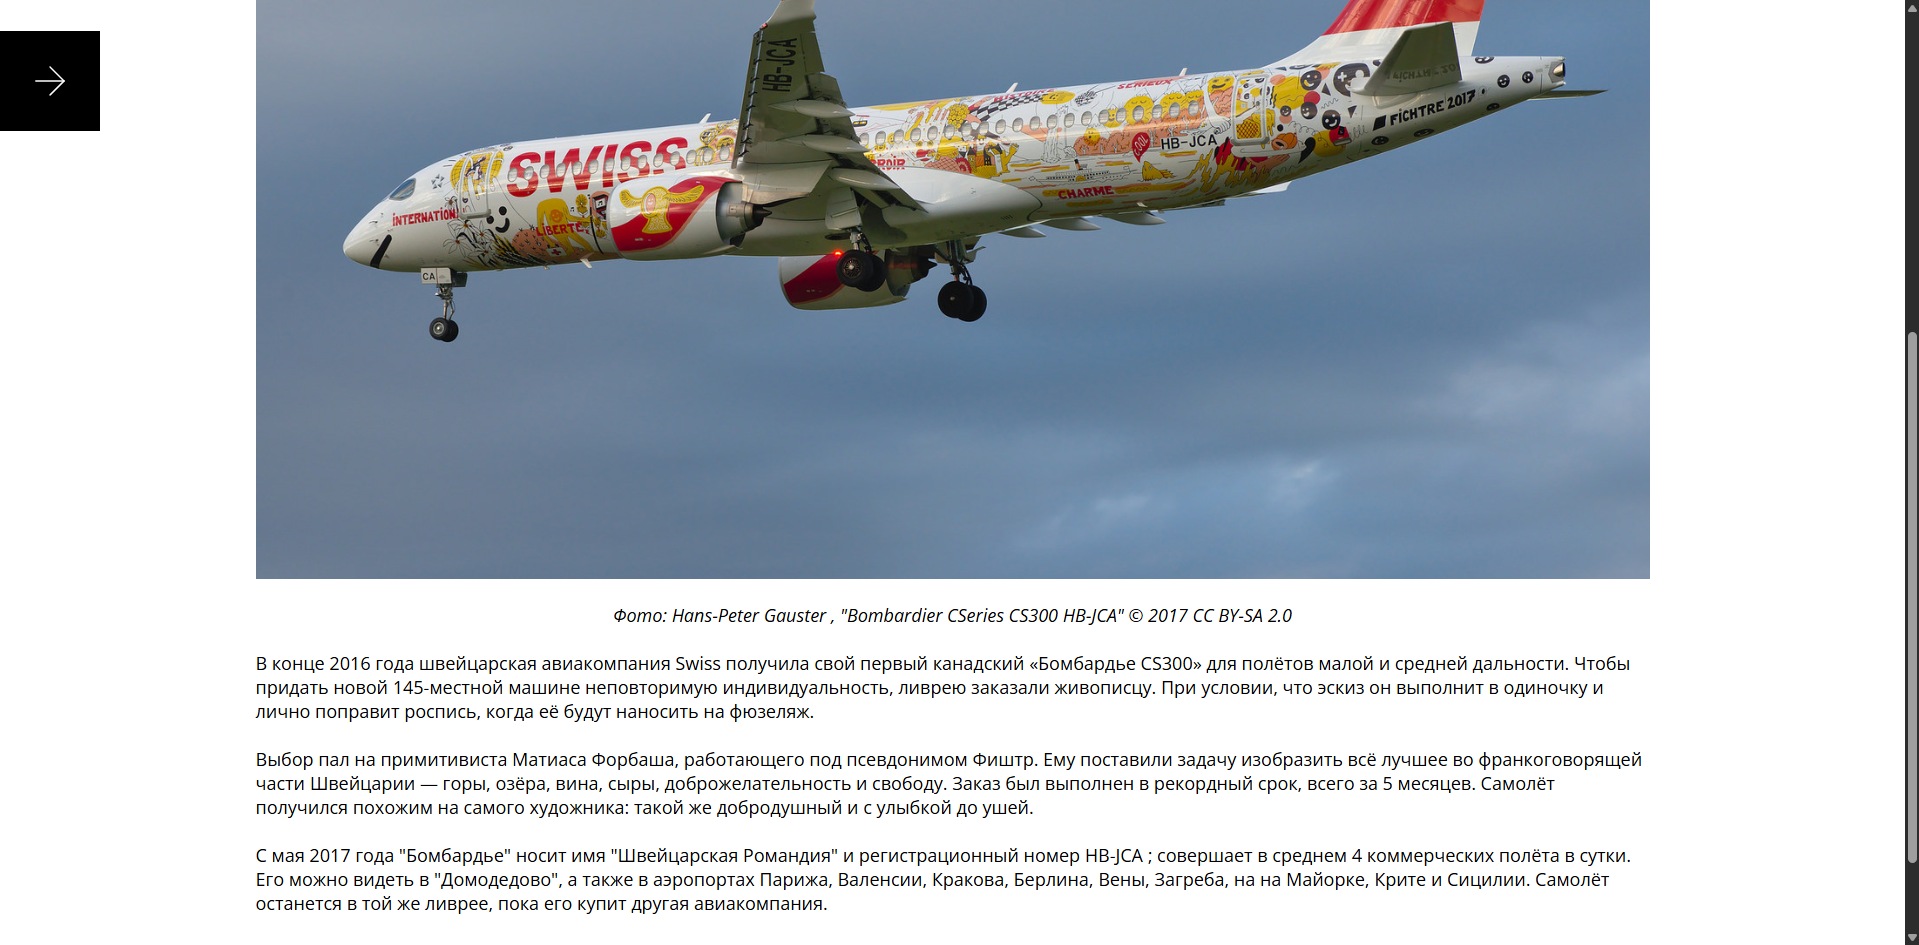 HB-JCA
SERIEUX
FiCHTRE 2017
SWISS
HB-JCA
COOL
CHARME
iNTERNATiON
LiBERTE
CA
Фото: Hans-Peter Gauster , "Bombardier CSeries CS300 HB-JCA" © 2017 CC BY-SA 2.0
В конце 2016 года швейцарская авиакомпания Swiss получила свой первый канадский «Бомбардье CS300» для полётов малой и средней дальности. Чтобы
придать новой 145-местной машине неповторимую индивидуальность, ливрею заказали живописцу. При условии, что эскиз он выполнит в одиночку и
лично поправит роспись, когда её будут наносить на фюзеляж.
Выбор пал на примитивиста Матиаса Форбаша, работающего под псевдонимом Фиштр. Ему поставили задачу изобразить всё лучшее во франкоговорящей
части Швейцарии — горы, озёра, вина, сыры, доброжелательность и свободу. Заказ был выполнен в рекордный срок, всего за 5 месяцев. Самолёт
получился похожим на самого художника: такой же добродушный и с улыбкой до ушей.
С мая 2017 года "Бомбардье" носит имя "Швейцарская Романдия" и регистрационный номер HB-JCA ; совершает в среднем 4 коммерческих полёта в сутки.
Его можно видеть в "Домодедово", а также в аэропортах Парижа, Валенсии, Кракова, Берлина, Вены, Загреба, на на Майорке, Крите и Сицилии. Самолёт
останется в той же ливрее, пока его купит другая авиакомпания.